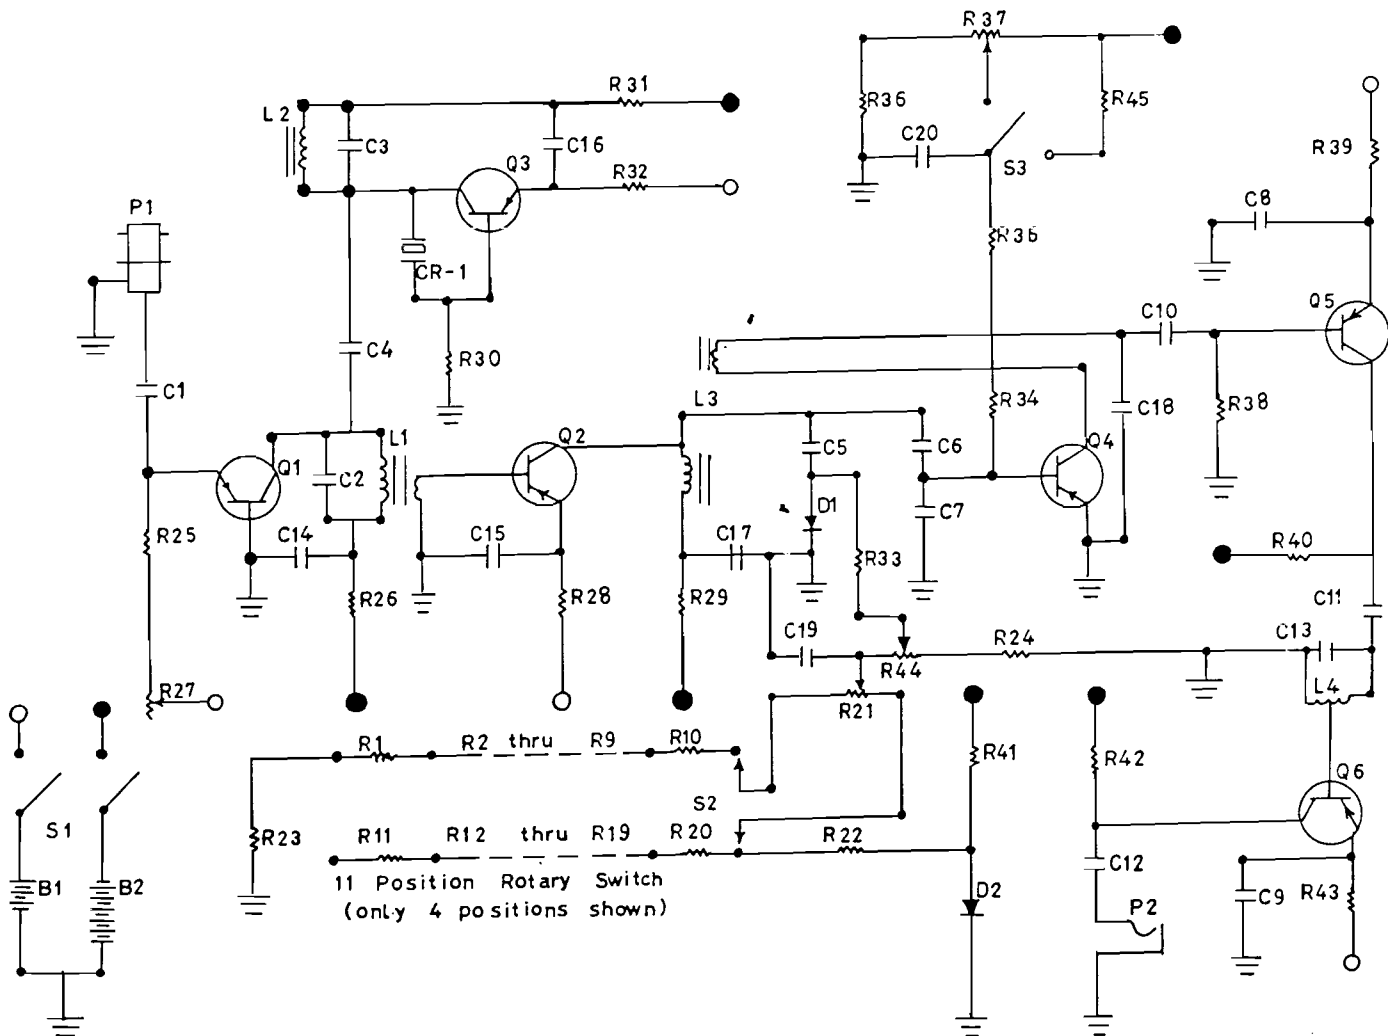 R37
R31
L2
R36
R45
C20
C3
C16
Q3
S3
R39
R32
P1
C8
CR-1
R36
Q5
C10
C4
R30
C1
L3
R34
C18
R38
L1
Q2
C5
C6
Q4
Q1
C2
D1
C7
R25
C14
C15
C17
R33
R40
R26
R28
R29
C11
C19
R24
C13
R44
R27
L4
R21
R1
R2 thru R9
R10
R41
R42
Q6
S1
S2
R23
R11
R12 thru R19
R20
R22
C12
11 Position Rotary Switch
(only 4 positions shown)
B1
B2
D2
C9
R43
P2